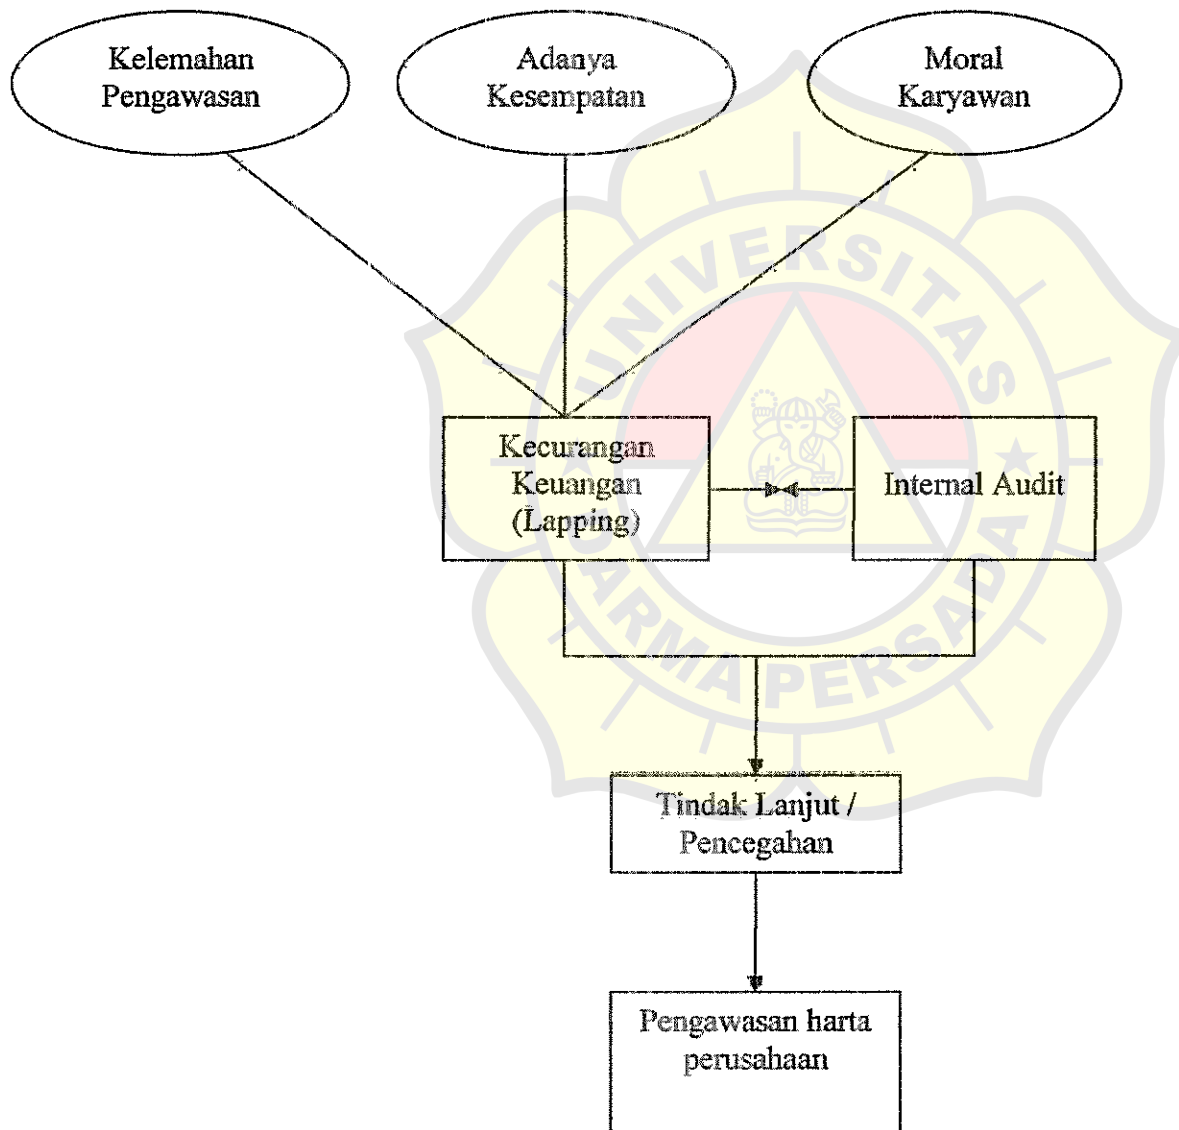 Kelemahan
Pengawasan
Adanya
Kesempatan
Moral
Karyawan
UNIVERSITAS
DARMA PERSADA
Kecurangan
Keuangan
(Lapping)
Internal Audit
Tindak Lanjut /
Pencegahan
Pengawasan harta
perusahaan